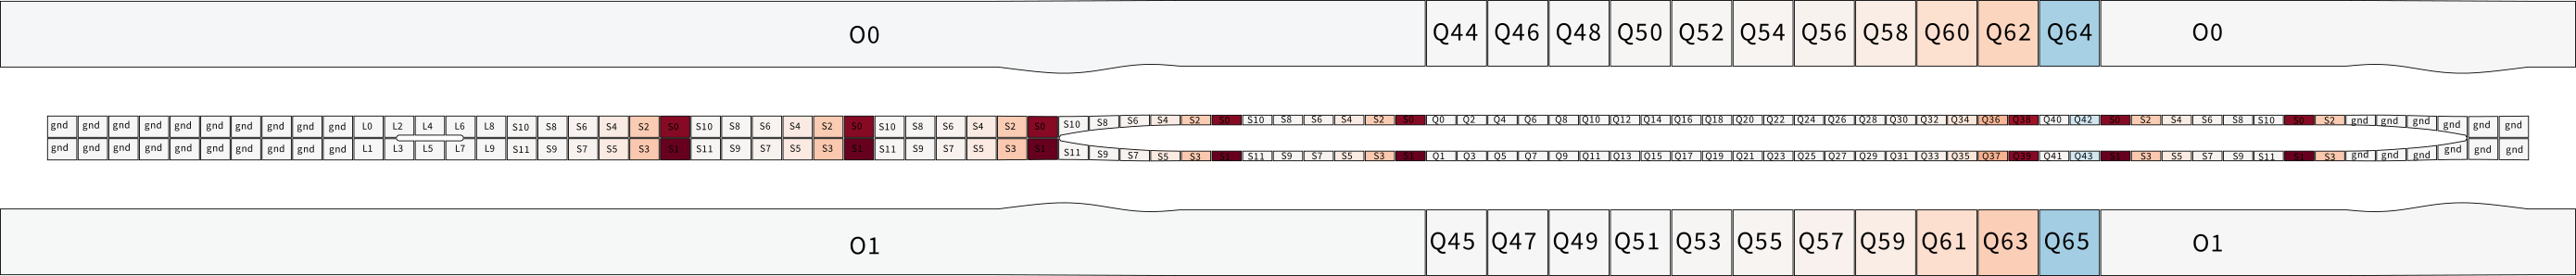 O0 Q44 Q46 Q48 Q50 Q52 Q54 Q56 Q58 Q60 Q62 Q64 O0
gnd gnd gnd gnd gnd gnd gnd gnd gnd gnd L0 L2 L4 L6 L8 S10 S8 S6 S4 S2 S0 S10 S8 S6 S4 S2 S0 S10 S8 S6 S4 S2 S0 S10 S8 S6 S4 S2 S0 S10 S8 S6 S4 S2 S0 Q0 Q2 Q4 Q6 Q8 Q10 Q12 Q14 Q16 Q18 Q20 Q22 Q24 Q26 Q28 Q30 Q32 Q34 Q36 Q38 Q40 Q42 S0 S2 S4 S6 S8 S10 S0 S2 gnd gnd gnd gnd gnd gnd
gnd gnd gnd gnd gnd gnd gnd gnd gnd gnd L1 L3 L5 L7 L9 S11 S9 S7 S5 S3 S1 S11 S9 S7 S5 S3 S1 S11 S9 S7 S5 S3 S1 S11 S9 S7 S5 S3 S1 S11 S9 S7 S5 S3 S1 Q1 Q3 Q5 Q7 Q9 Q11 Q13 Q15 Q17 Q19 Q21 Q23 Q25 Q27 Q29 Q31 Q33 Q35 Q37 Q39 Q41 Q43 S1 S3 S5 S7 S9 S11 S1 S3 gnd gnd gnd gnd gnd gnd
O1 Q45 Q47 Q49 Q51 Q53 Q55 Q57 Q59 Q61 Q63 Q65 O1